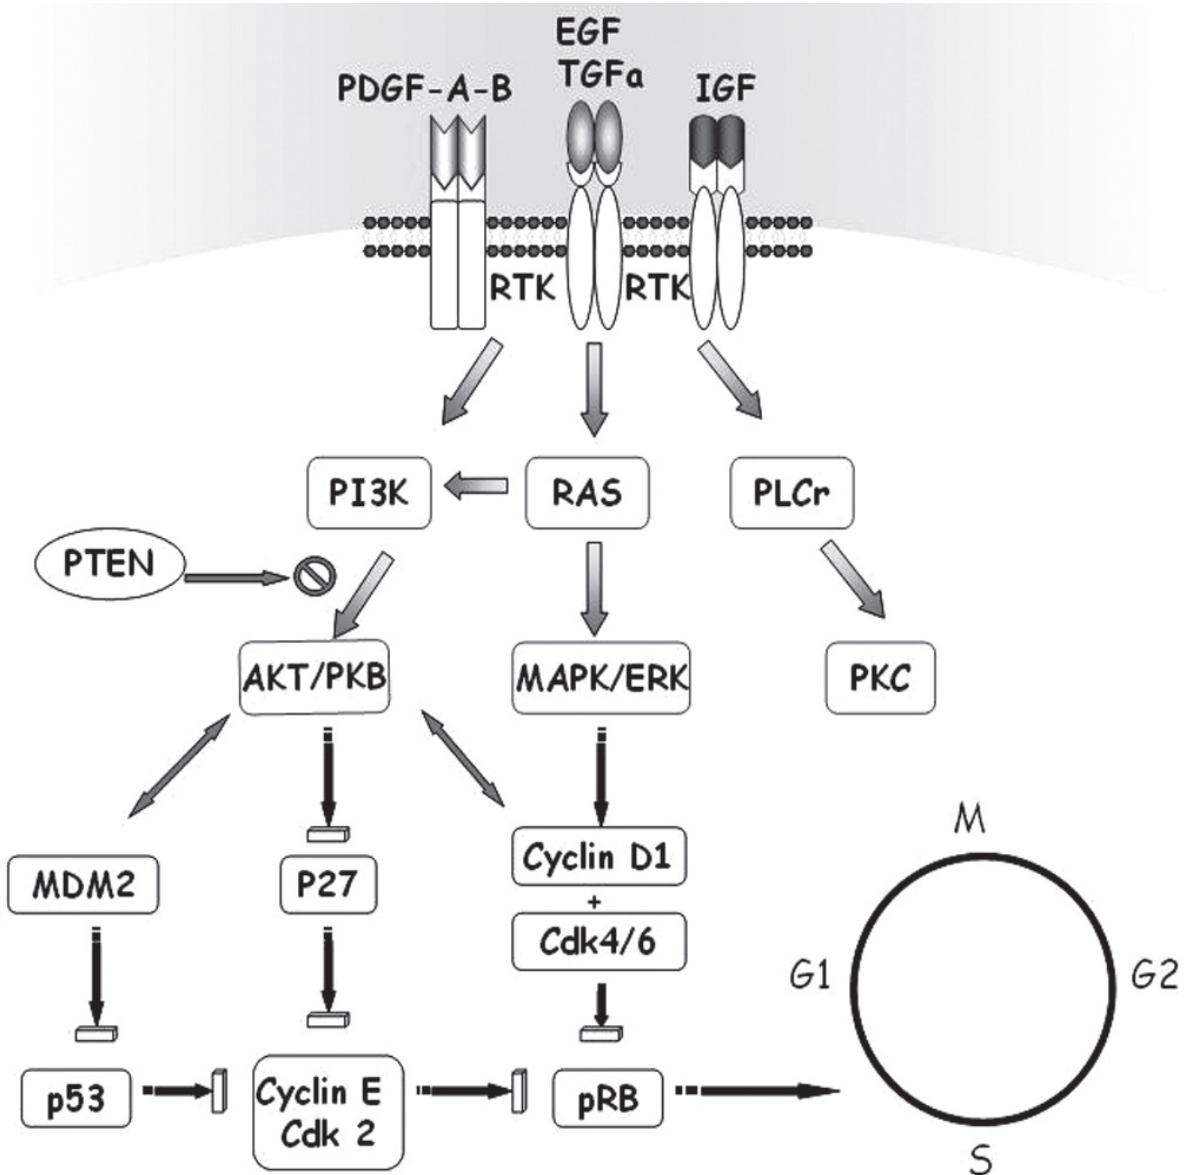 EGF
TGFa
PDGF-A-B
IGF
RTK
RTK
PI3K
RAS
PLCr
PTEN
AKT/PKB
MAPK/ERK
PKC
MDM2
P27
Cyclin D1
+
Cdk4/6
p53
Cyclin E
Cdk 2
pRB
M
G1
G2
S